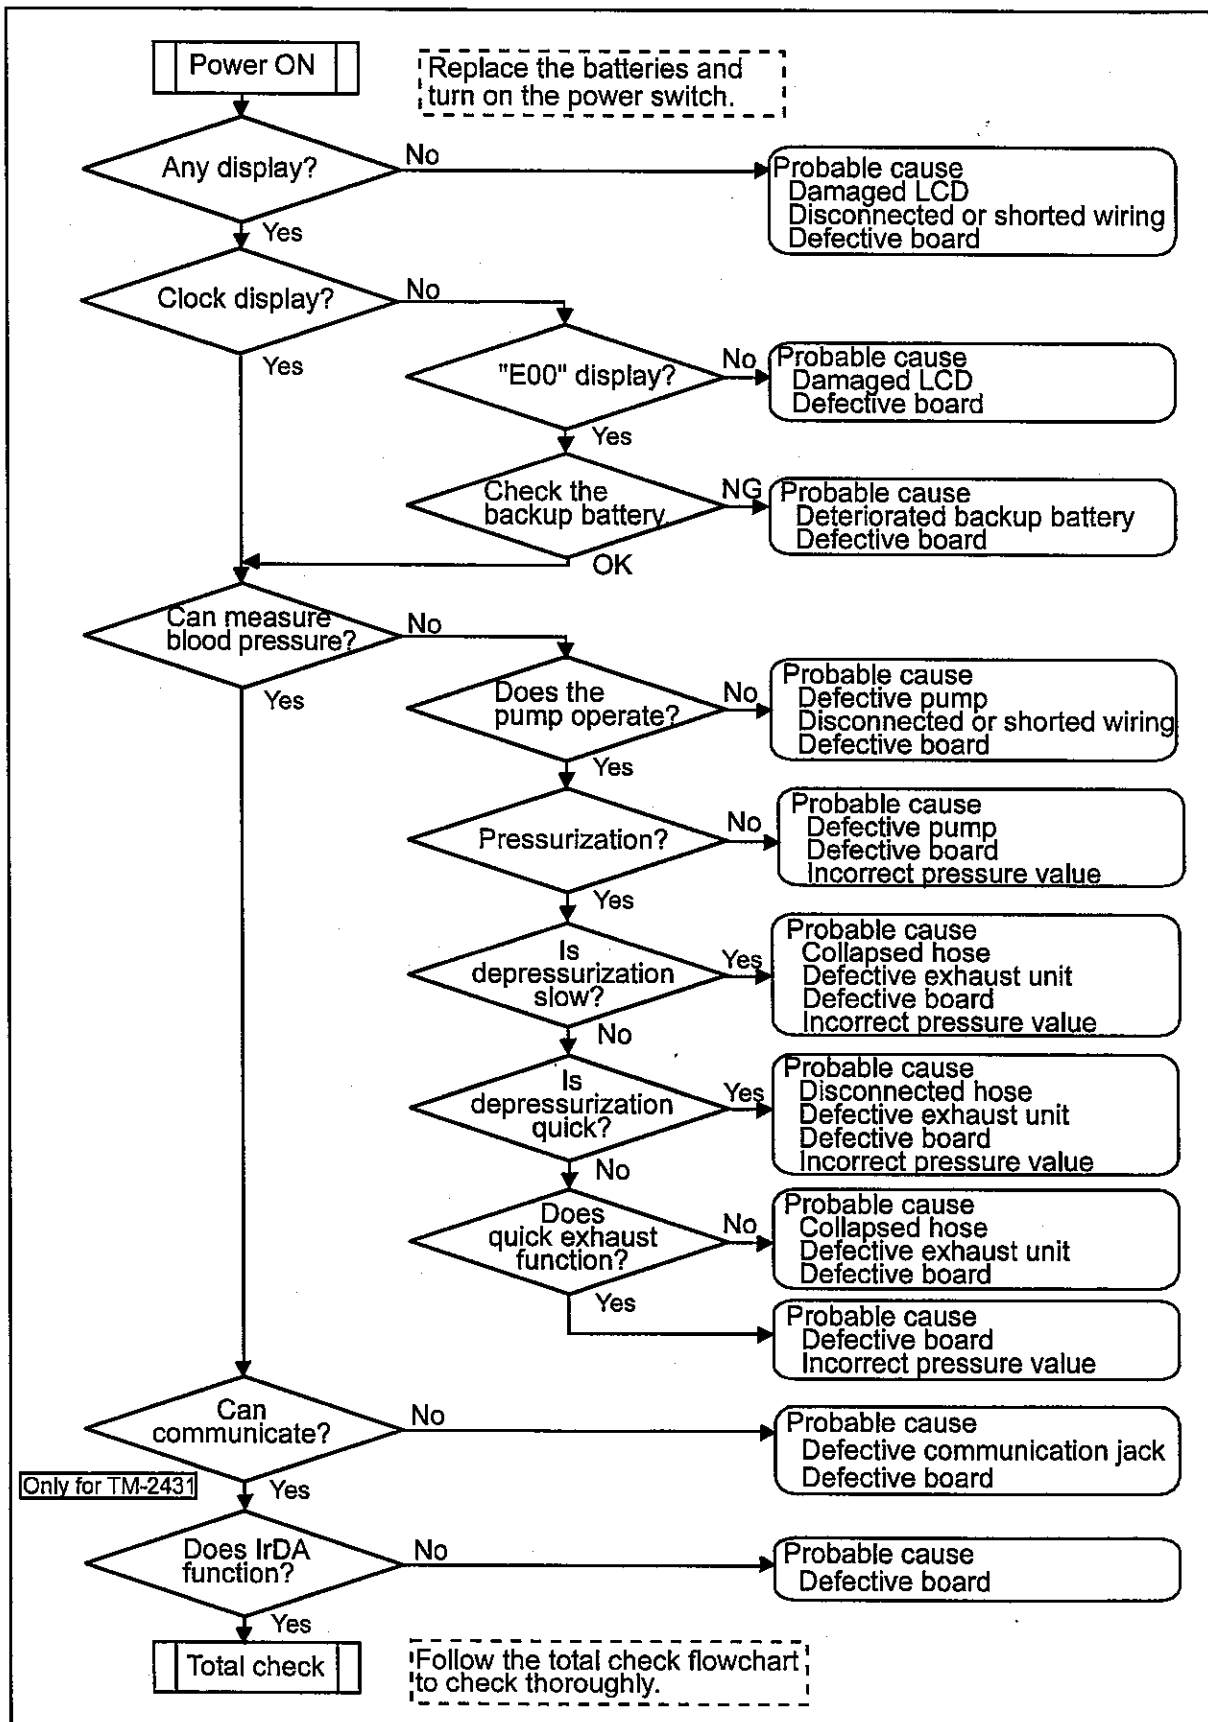 Power ON
Replace the batteries and
turn on the power switch.
Any display?
No
Probable cause
Damaged LCD
Disconnected or shorted wiring
Defective board
Yes
Clock display?
No
Yes
"E00" display?
No
Probable cause
Damaged LCD
Defective board
Yes
Check the
backup battery
NG
Probable cause
Deteriorated backup battery
Defective board
OK
Can measure
blood pressure?
No
Yes
Does the
pump operate?
No
Probable cause
Defective pump
Disconnected or shorted wiring
Defective board
Yes
Pressurization?
No
Probable cause
Defective pump
Defective board
Incorrect pressure value
Yes
Is
depressurization
slow?
Yes
Probable cause
Collapsed hose
Defective exhaust unit
Defective board
Incorrect pressure value
No
Is
depressurization
quick?
Yes
Probable cause
Disconnected hose
Defective exhaust unit
Defective board
Incorrect pressure value
No
Does
quick exhaust
function?
No
Probable cause
Collapsed hose
Defective exhaust unit
Defective board
Yes
Probable cause
Defective board
Incorrect pressure value
Can
communicate?
No
Probable cause
Defective communication jack
Defective board
Only for TM-2431
Yes
Does IrDA
function?
No
Probable cause
Defective board
Yes
Total check
Follow the total check flowchart
to check thoroughly.